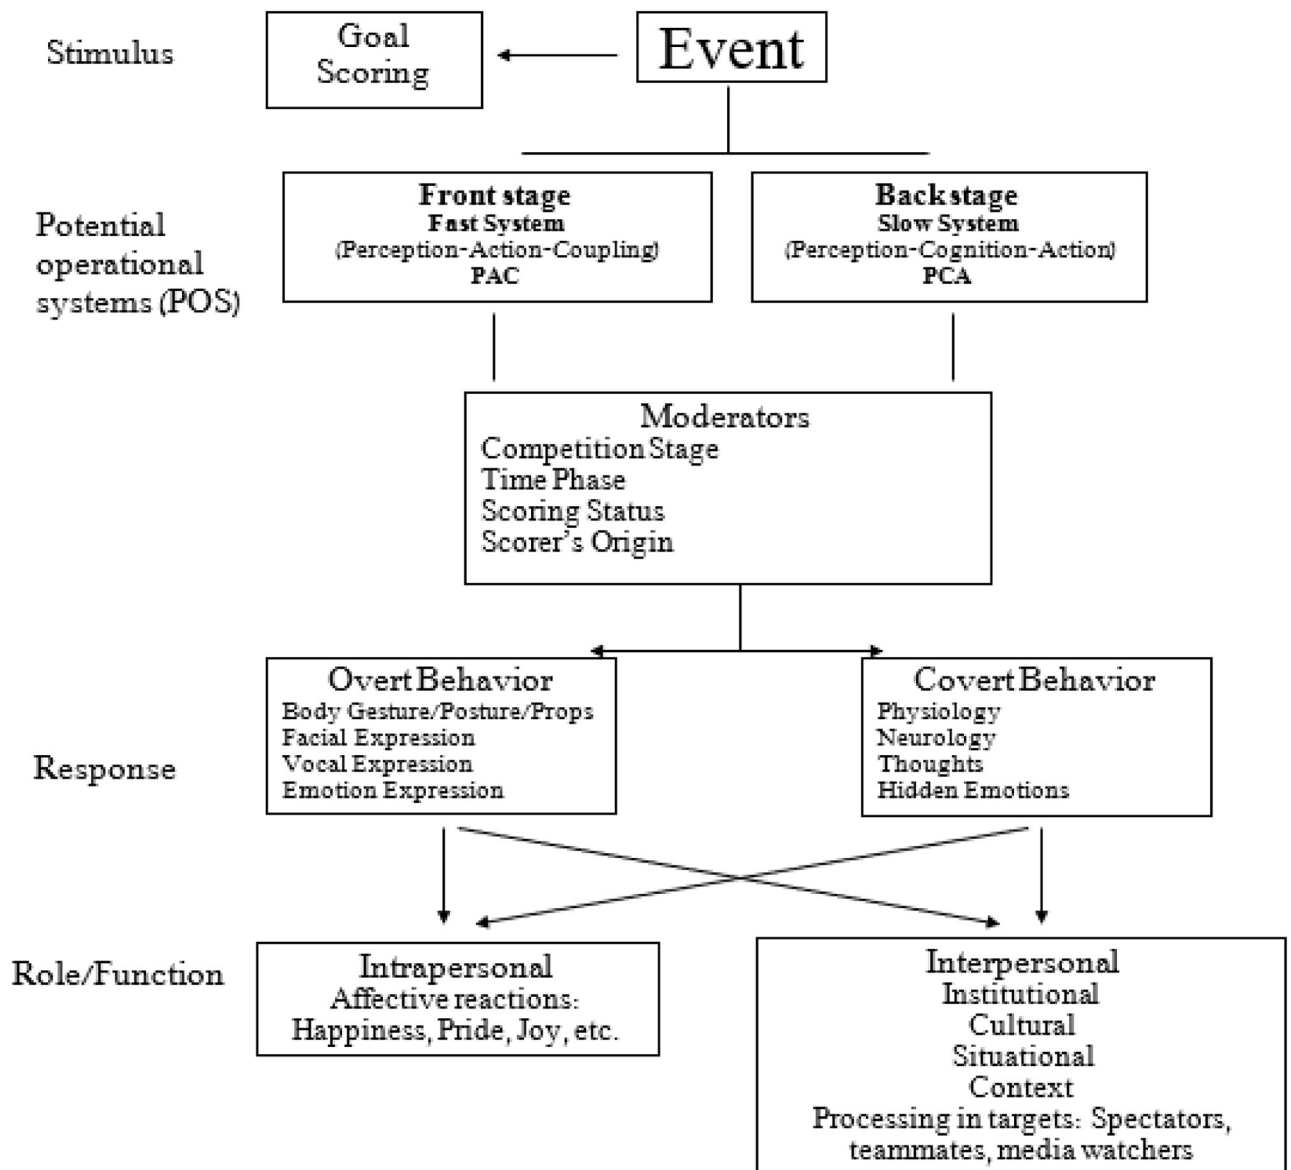 Stimulus
Goal
Scoring
Event
Potential
operational
systems (POS)
Front stage
Fast System
(Perception-Action-Coupling)
PAC
Backstage
Slow System
(Perception-Cognition-Action)
PCA
Moderators
Competition Stage
Time Phase
Scoring Status
Scorer's Origin
Response
Overt Behavior
Body Gesture/Posture/Props
Facial Expression
Vocal Expression
Emotion Expression
Covert Behavior
Physiology
Neurology
Thoughts
Hidden Emotions
Role/Function
Intrapersonal
Affective reactions:
Happiness, Pride, Joy, etc.
Interpersonal
Institutional
Cultural
Situational
Context
Processing in targets: Spectators,
teammates, media watchers